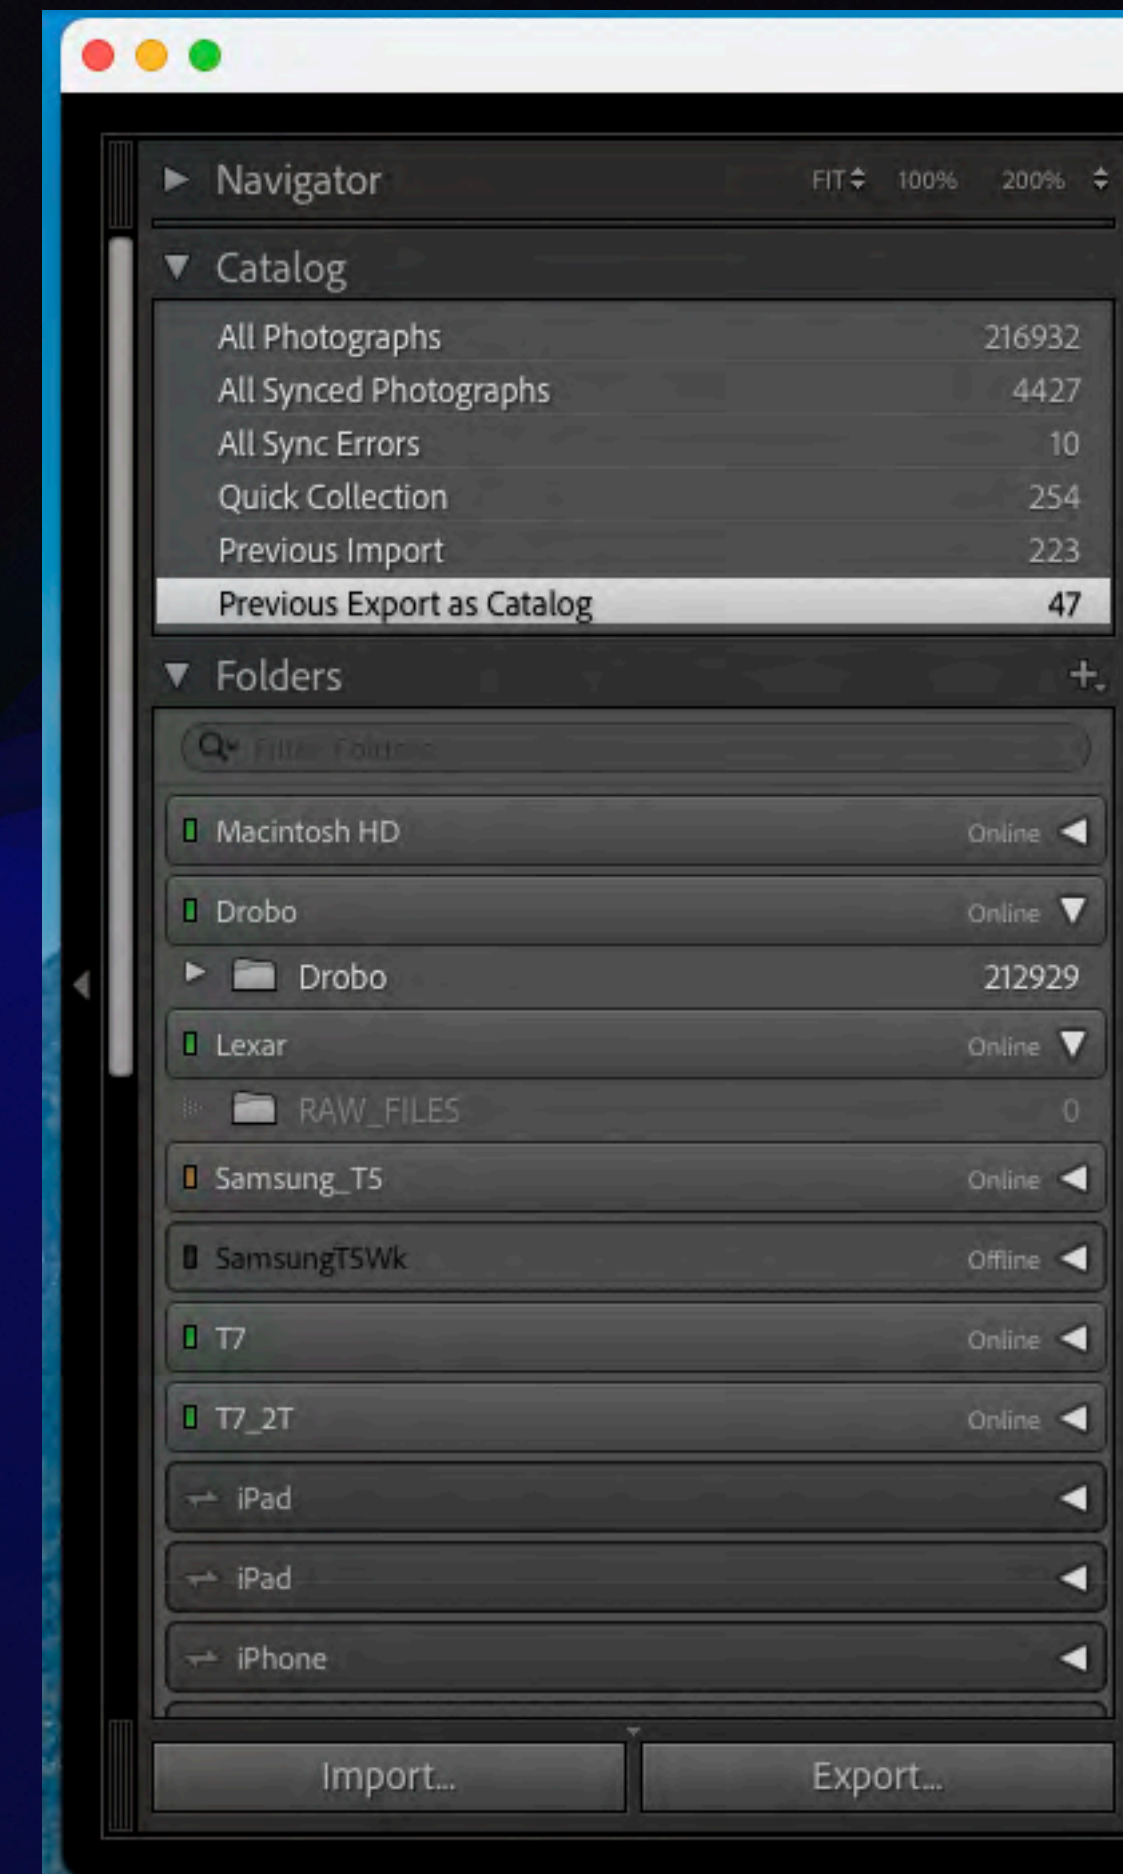 Navigator FIT 100% 200%
Catalog
All Photographs 216932
All Synced Photographs 4427
All Sync Errors 10
Quick Collection 254
Previous Import 223
Previous Export as Catalog 47
Folders
Filter Folders
Macintosh HD Online
Drobo Online
Drobo 212929
Lexar Online
RAW_FILES 0
Samsung_T5 Online
SamsungT5Wk Offline
T7 Online
T7_2T Online
iPad
iPad
iPhone
Import... Export...